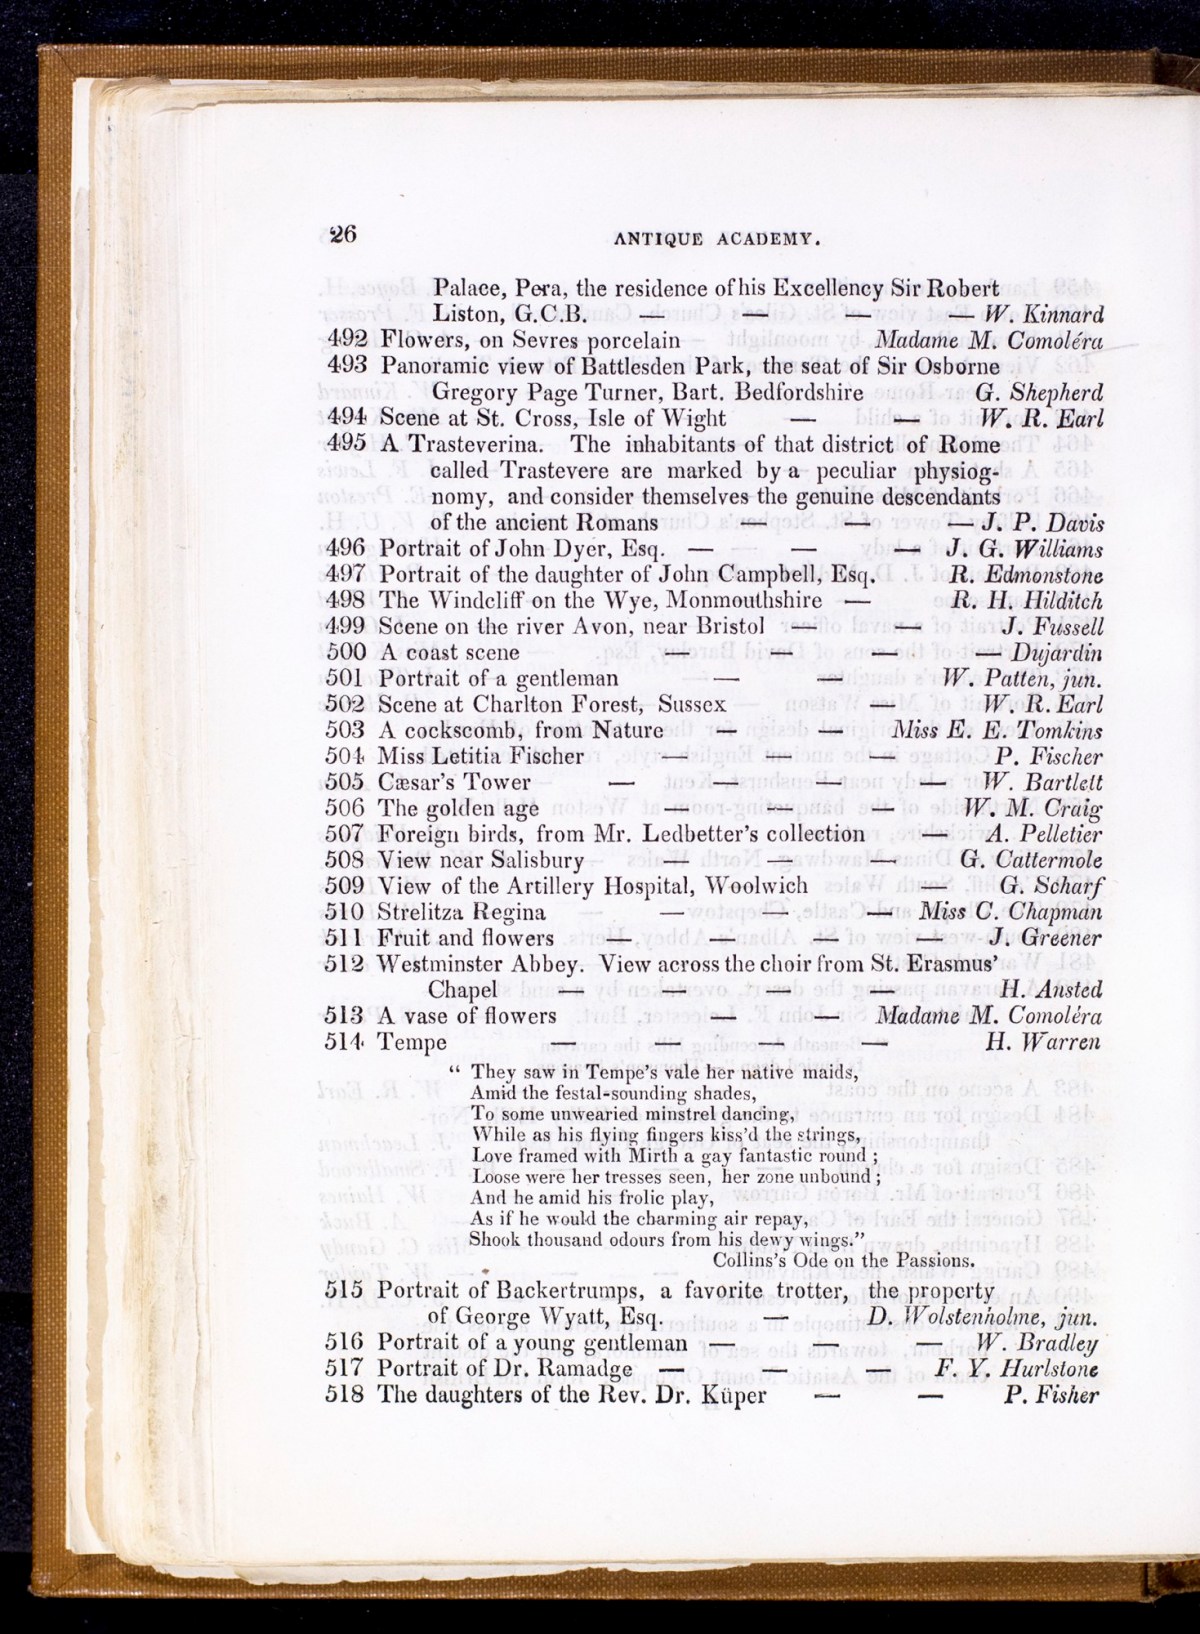 26
ANTIQUE ACADEMY.
Palace, Pera, the residence of his Excellency Sir Robert
Liston, G.C.B. — — — — W. Kinnard
492 Flowers, on Sevres porcelain Madame M. Comoléra
493 Panoramic view of Battlesden Park, the seat of Sir Osborne
Gregory Page Turner, Bart. Bedfordshire G. Shepherd
494 Scene at St. Cross, Isle of Wight — — W. R. Earl
495 A Trasteverina. The inhabitants of that district of Rome
called Trastevere are marked by a peculiar physiog-
nomy, and consider themselves the genuine descendants
of the ancient Romans — — — J. P. Davis
496 Portrait of John Dyer, Esq. — — — J. G. Williams
497 Portrait of the daughter of John Campbell, Esq. R. Edmonstone
498 The Windcliff on the Wye, Monmouthshire — R. H. Hilditch
499 Scene on the river Avon, near Bristol — — J. Fussell
500 A coast scene — — — — Dujardin
501 Portrait of a gentleman — — W. Patten, jun.
502 Scene at Charlton Forest, Sussex — W. R. Earl
503 A cockscomb, from Nature — — Miss E. E. Tomkins
504 Miss Letitia Fischer — — — P. Fischer
505 Cæsar's Tower — — — — W. Bartlett
506 The golden age — — — W. M. Craig
507 Foreign birds, from Mr. Ledbetter's collection — A. Pelletier
508 View near Salisbury — — — G. Cattermole
509 View of the Artillery Hospital, Woolwich — G. Scharf
510 Strelitza Regina — — — Miss C. Chapman
511 Fruit and flowers — — — — J. Greener
512 Westminster Abbey. View across the choir from St. Erasmus'
Chapel — — — — H. Ansted
513 A vase of flowers — — Madame M. Comoléra
514 Tempe — — — — H. Warren
“ They saw in Tempe's vale her native maids,
Amid the festal-sounding shades,
To some unwearied minstrel dancing,
While as his flying fingers kiss'd the strings,
Love framed with Mirth a gay fantastic round ;
Loose were her tresses seen, her zone unbound ;
And he amid his frolic play,
As if he would the charming air repay,
Shook thousand odours from his dewy wings.”
Collins's Ode on the Passions.
515 Portrait of Backertrumps, a favorite trotter, the property
of George Wyatt, Esq. — D. Wolstenholme, jun.
516 Portrait of a young gentleman — — — W. Bradley
517 Portrait of Dr. Ramadge — — — F. Y. Hurlstone
518 The daughters of the Rev. Dr. Küper — — P. Fisher